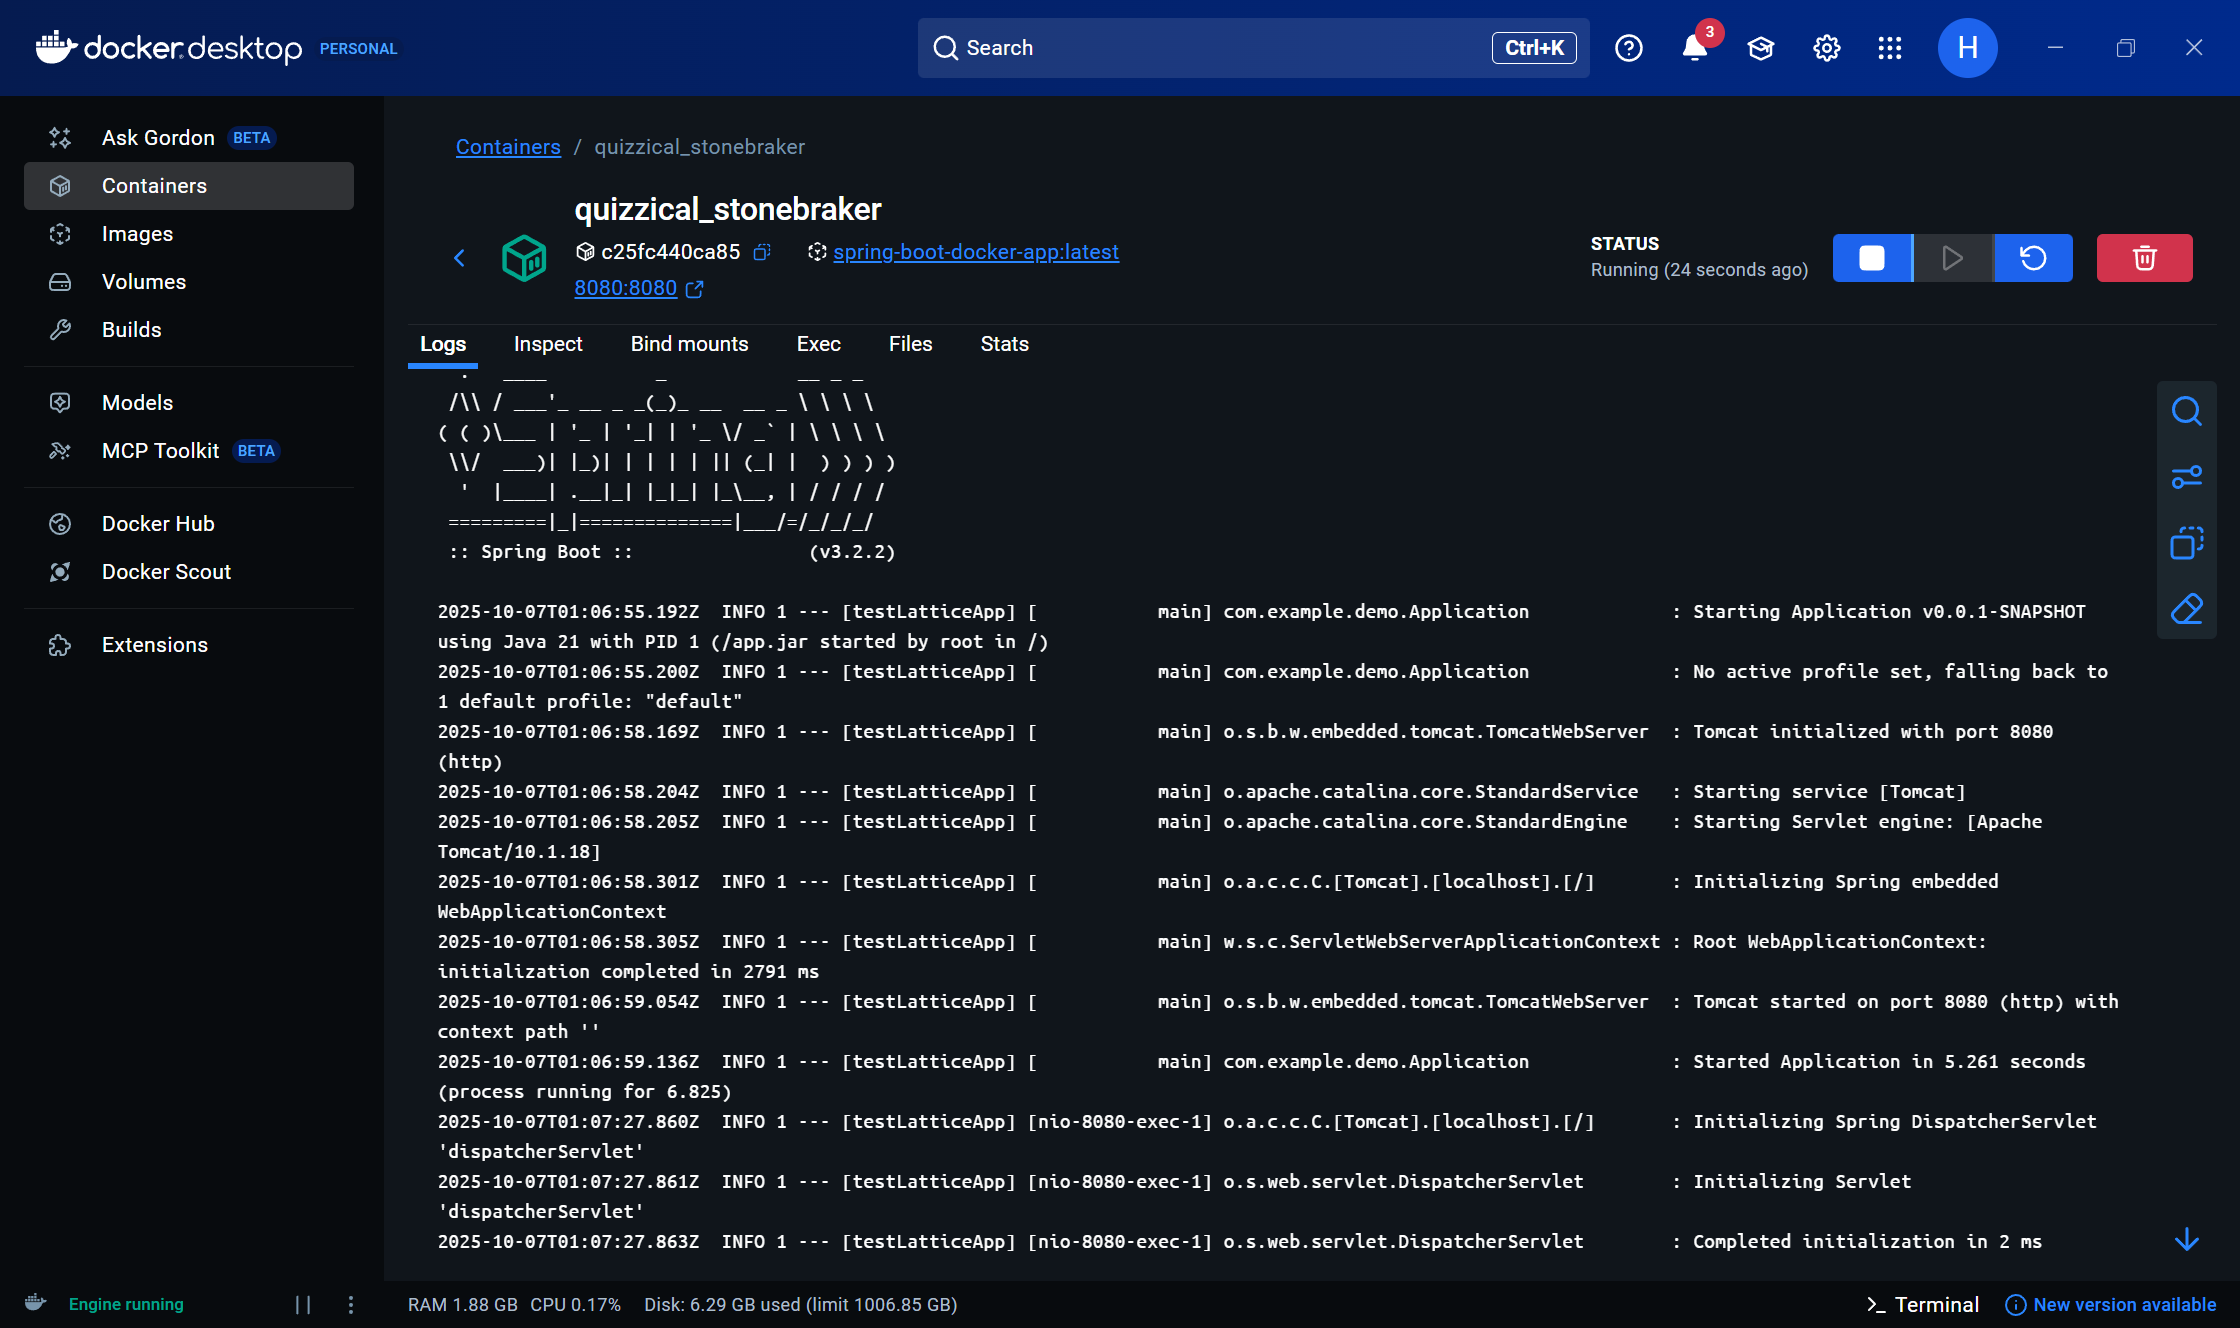 docker desktop PERSONAL
Search
Ctrl+K
3
H
Ask Gordon BETA
Containers
Images
Volumes
Builds
Models
MCP Toolkit BETA
Docker Hub
Docker Scout
Extensions
Containers / quizzical_stonebraker
quizzical_stonebraker
c25fc440ca85 spring-boot-docker-app:latest
8080:8080
STATUS
Running (24 seconds ago)
Logs Inspect Bind mounts Exec Files Stats
  .   ____          _            __ _ _
 /\\ / ___'_ __ _ _(_)_ __  __ _ \ \ \ \
( ( )\___ | '_ | '_| | '_ \/ _` | \ \ \ \
 \\/  ___)| |_)| | | | | || (_| |  ) ) ) )
  '  |____| .__|_| |_|_| |_\__, | / / / /
 =========|_|==============|___/=/_/_/_/
 :: Spring Boot ::                (v3.2.2)
2025-10-07T01:06:55.192Z  INFO 1 --- [testLatticeApp] [           main] com.example.demo.Application             : Starting Application v0.0.1-SNAPSHOT
using Java 21 with PID 1 (/app.jar started by root in /)
2025-10-07T01:06:55.200Z  INFO 1 --- [testLatticeApp] [           main] com.example.demo.Application             : No active profile set, falling back to
1 default profile: "default"
2025-10-07T01:06:58.169Z  INFO 1 --- [testLatticeApp] [           main] o.s.b.w.embedded.tomcat.TomcatWebServer  : Tomcat initialized with port 8080
(http)
2025-10-07T01:06:58.204Z  INFO 1 --- [testLatticeApp] [           main] o.apache.catalina.core.StandardService   : Starting service [Tomcat]
2025-10-07T01:06:58.205Z  INFO 1 --- [testLatticeApp] [           main] o.apache.catalina.core.StandardEngine    : Starting Servlet engine: [Apache
Tomcat/10.1.18]
2025-10-07T01:06:58.301Z  INFO 1 --- [testLatticeApp] [           main] o.a.c.c.C.[Tomcat].[localhost].[/]       : Initializing Spring embedded
WebApplicationContext
2025-10-07T01:06:58.305Z  INFO 1 --- [testLatticeApp] [           main] w.s.c.ServletWebServerApplicationContext : Root WebApplicationContext:
initialization completed in 2791 ms
2025-10-07T01:06:59.054Z  INFO 1 --- [testLatticeApp] [           main] o.s.b.w.embedded.tomcat.TomcatWebServer  : Tomcat started on port 8080 (http) with
context path ''
2025-10-07T01:06:59.136Z  INFO 1 --- [testLatticeApp] [           main] com.example.demo.Application             : Started Application in 5.261 seconds
(process running for 6.825)
2025-10-07T01:07:27.860Z  INFO 1 --- [testLatticeApp] [nio-8080-exec-1] o.a.c.c.C.[Tomcat].[localhost].[/]       : Initializing Spring DispatcherServlet
'dispatcherServlet'
2025-10-07T01:07:27.861Z  INFO 1 --- [testLatticeApp] [nio-8080-exec-1] o.s.web.servlet.DispatcherServlet        : Initializing Servlet
'dispatcherServlet'
2025-10-07T01:07:27.863Z  INFO 1 --- [testLatticeApp] [nio-8080-exec-1] o.s.web.servlet.DispatcherServlet        : Completed initialization in 2 ms
Engine running
RAM 1.88 GB CPU 0.17% Disk: 6.29 GB used (limit 1006.85 GB)
Terminal
New version available